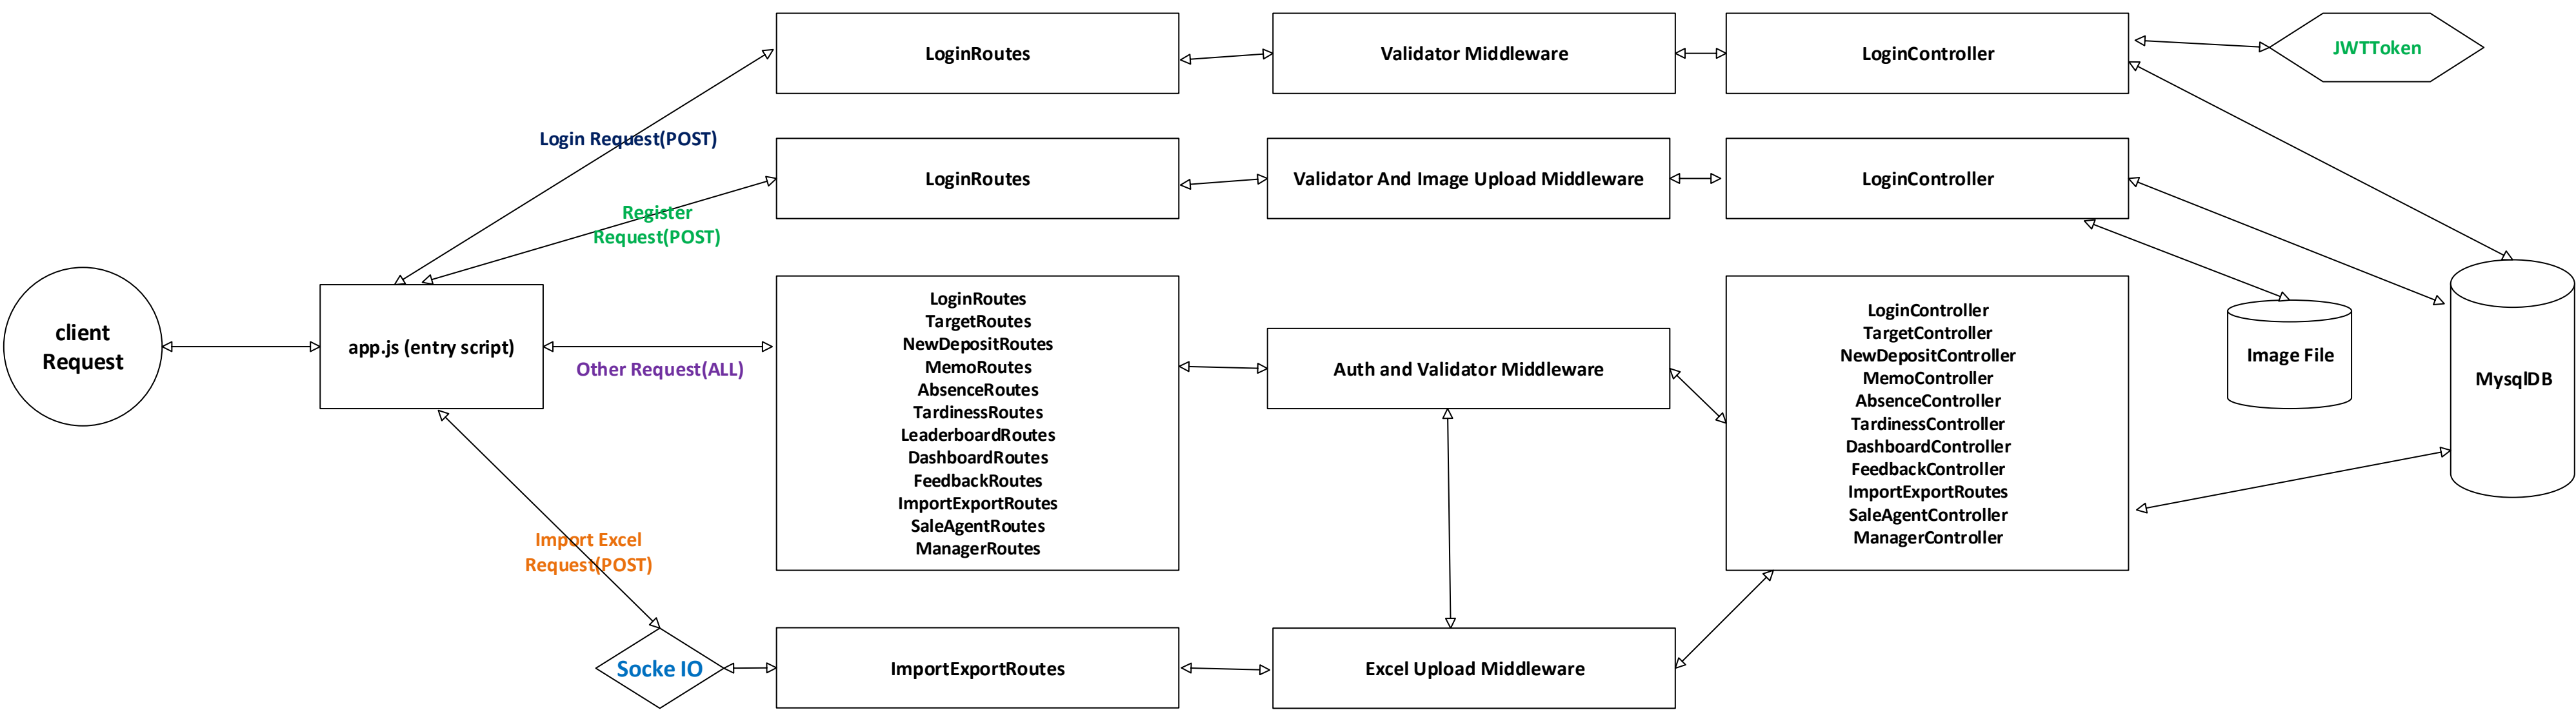 LoginRoutes
Validator Middleware
LoginController
JWTToken
Login Request(POST)
LoginRoutes
Validator And Image Upload Middleware
LoginController
Register
Request(POST)
client
Request
app.js (entry script)
Other Request(ALL)
LoginRoutes
TargetRoutes
NewDepositRoutes
MemoRoutes
AbsenceRoutes
TardinessRoutes
LeaderboardRoutes
DashboardRoutes
FeedbackRoutes
ImportExportRoutes
SaleAgentRoutes
ManagerRoutes
Auth and Validator Middleware
LoginController
TargetController
NewDepositController
MemoController
AbsenceController
TardinessController
DashboardController
FeedbackController
ImportExportRoutes
SaleAgentController
ManagerController
Image File
MysqlDB
Import Excel
Request(POST)
Socke IO
ImportExportRoutes
Excel Upload Middleware